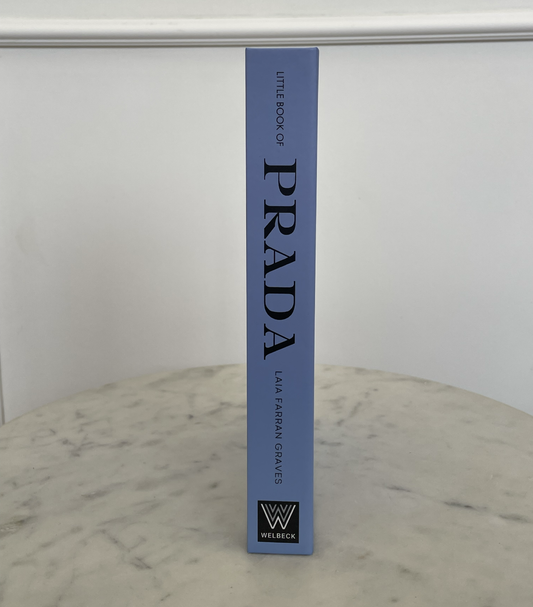 LITTLE BOOK OF
PRADA
LAIA FARRAN GRAVES
W
WELBECK